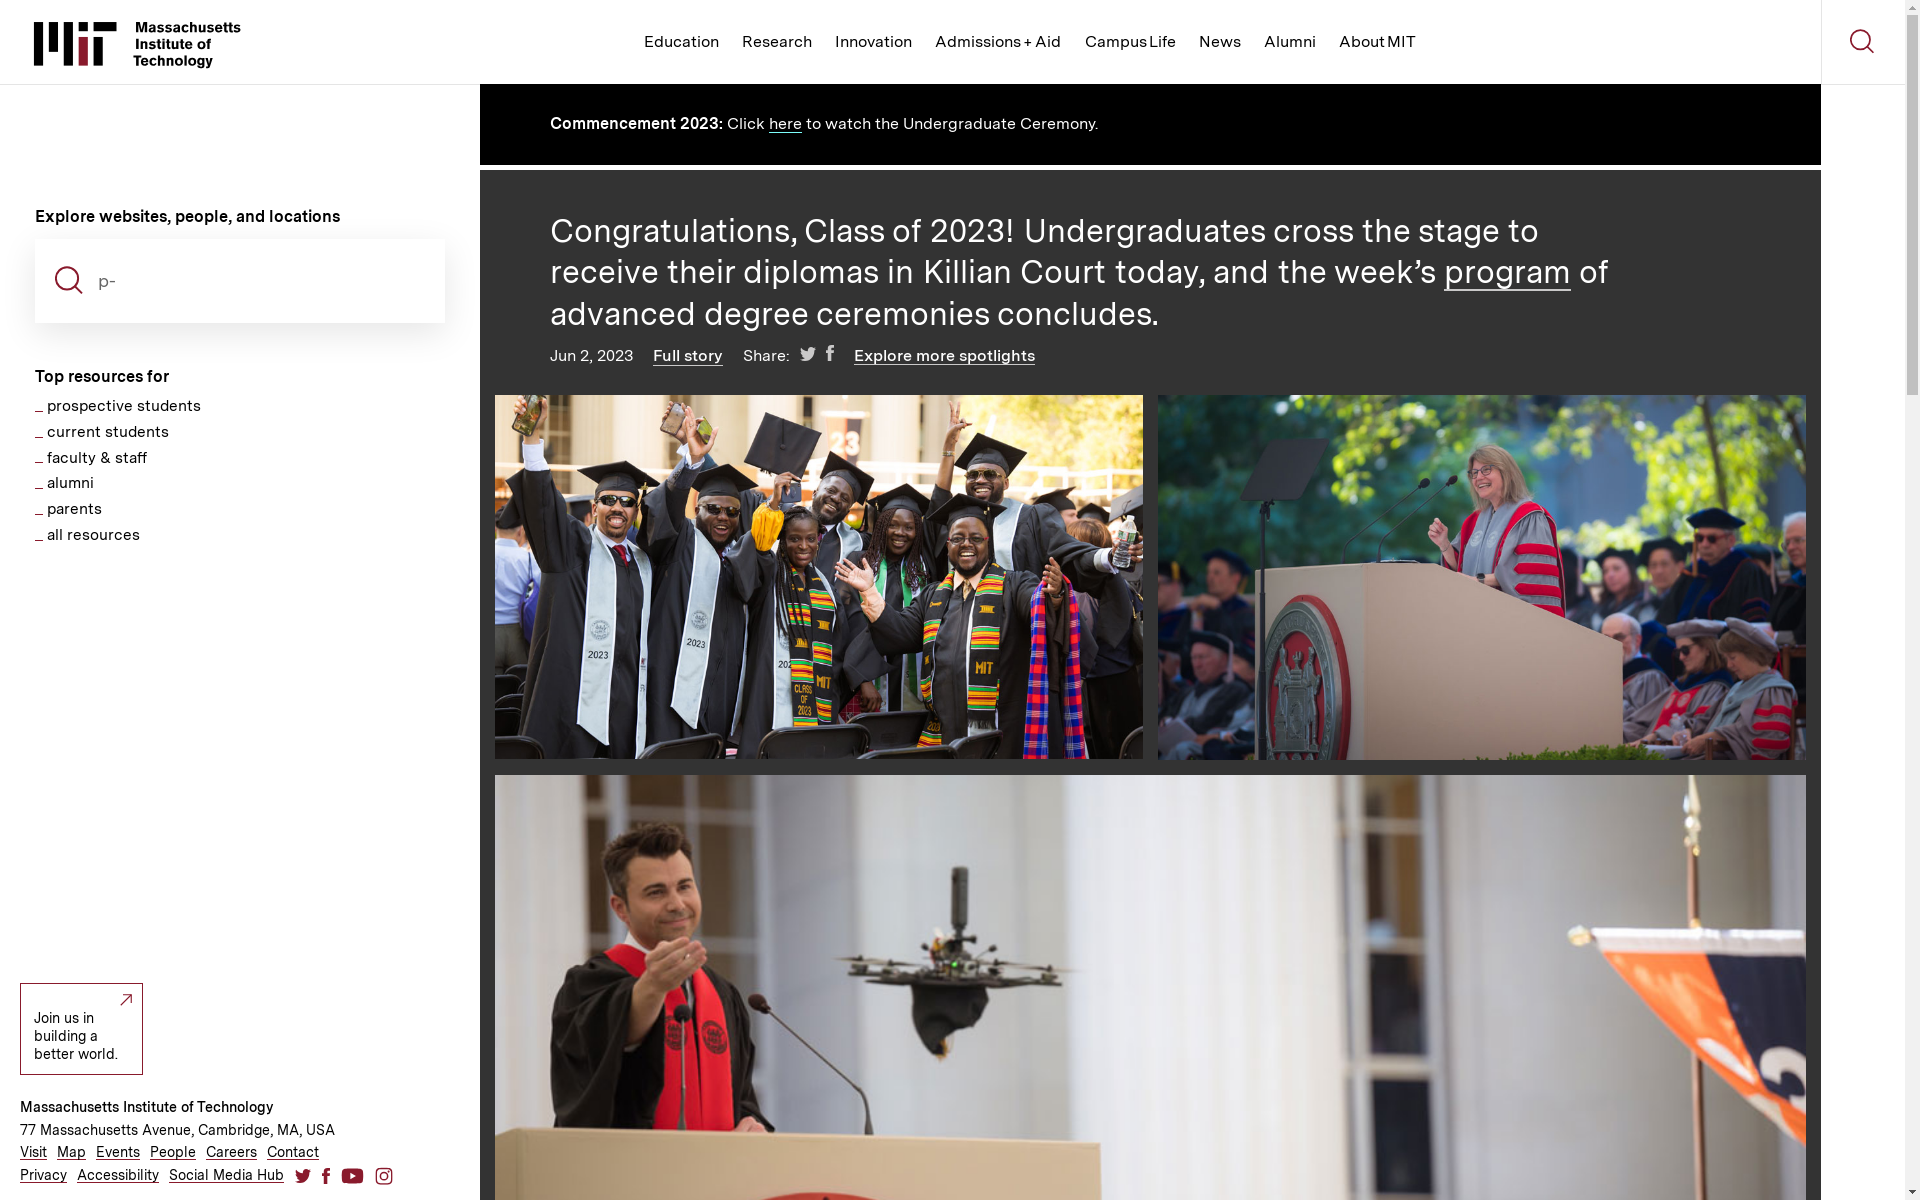 Massachusetts
Institute of
Technology
Education Research Innovation Admissions + Aid Campus Life News Alumni About MIT
Commencement 2023: Click here to watch the Undergraduate Ceremony.
Explore websites, people, and locations
p-
Top resources for
_ prospective students
_ current students
_ faculty & staff
_ alumni
_ parents
_ all resources
Congratulations, Class of 2023! Undergraduates cross the stage to
receive their diplomas in Killian Court today, and the week’s program of
advanced degree ceremonies concludes.
Jun 2, 2023 Full story Share: Explore more spotlights
23
2023
2023
CLASS
OF
2023
MIT
MIT
Join us in
building a
better world.
Massachusetts Institute of Technology
77 Massachusetts Avenue, Cambridge, MA, USA
Visit Map Events People Careers Contact
Privacy Accessibility Social Media Hub